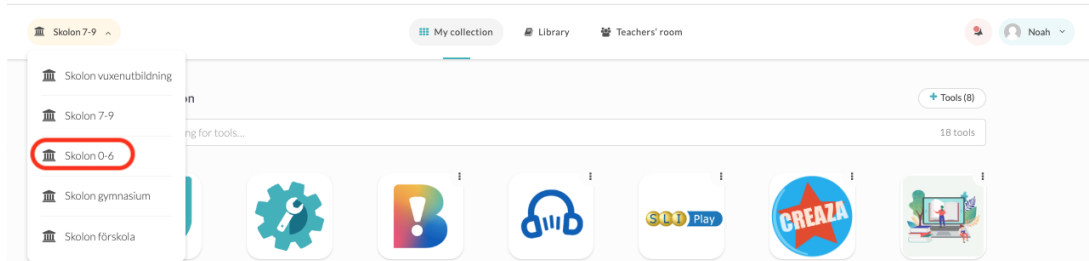 Skolon 7-9
My collection
Library
Teachers' room
Noah
Skolon vuxenutbildning
Skolon 7-9
Skolon 0-6
Skolon gymnasium
Skolon förskola
on
+ Tools (8)
ng for tools...
18 tools
SLI Play
CREAZA